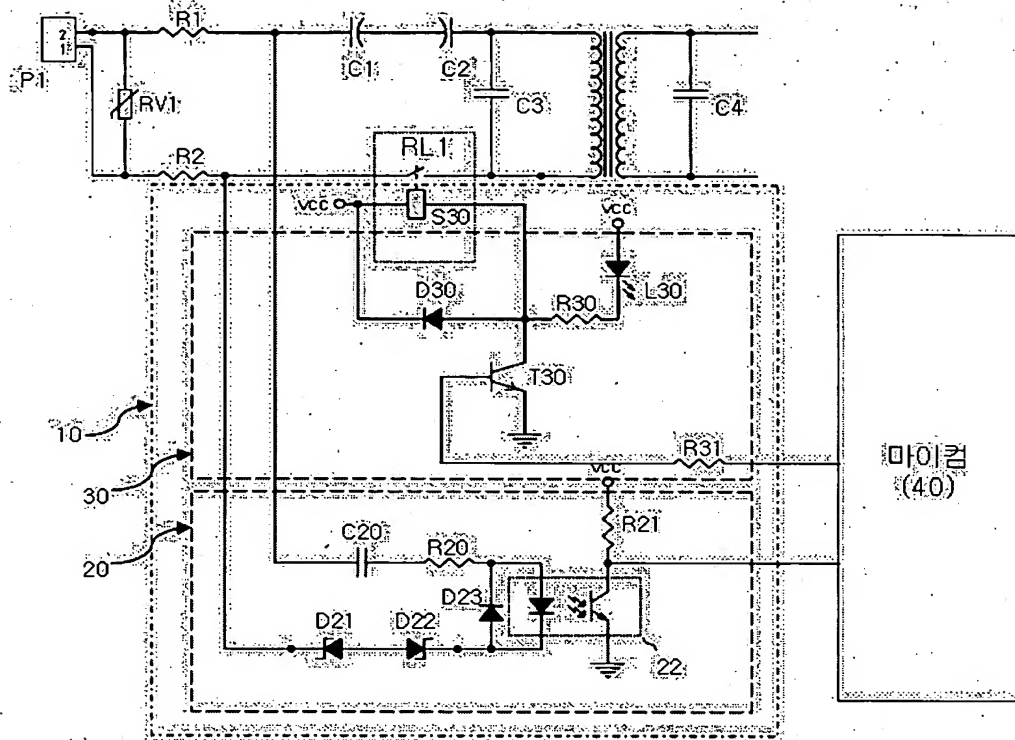 R1
2
1
P1
RV1
C1
C2
C3
C4
R2
RL1
VCC
S30
VCC
D30
R30
L30
T30
10
R31
30
VCC
마이컴
(40)
C20
R20
R21
20
D23
D21
D22
22